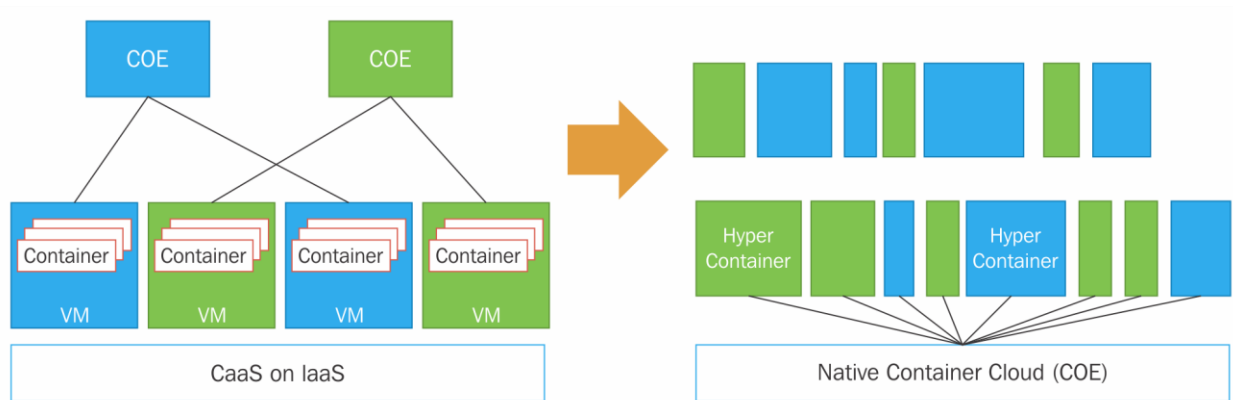 COE
COE
Container
VM
Container
VM
Container
VM
Container
VM
CaaS on IaaS
Hyper
Container
Hyper
Container
Native Container Cloud (COE)